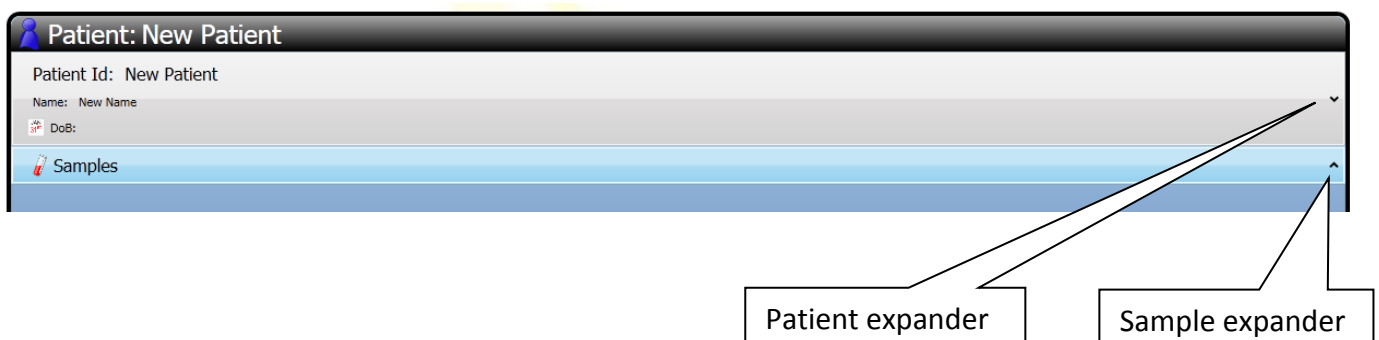 Patient: New Patient
Patient Id: New Patient
Name: New Name
DoB:
Samples
Patient expander
Sample expander